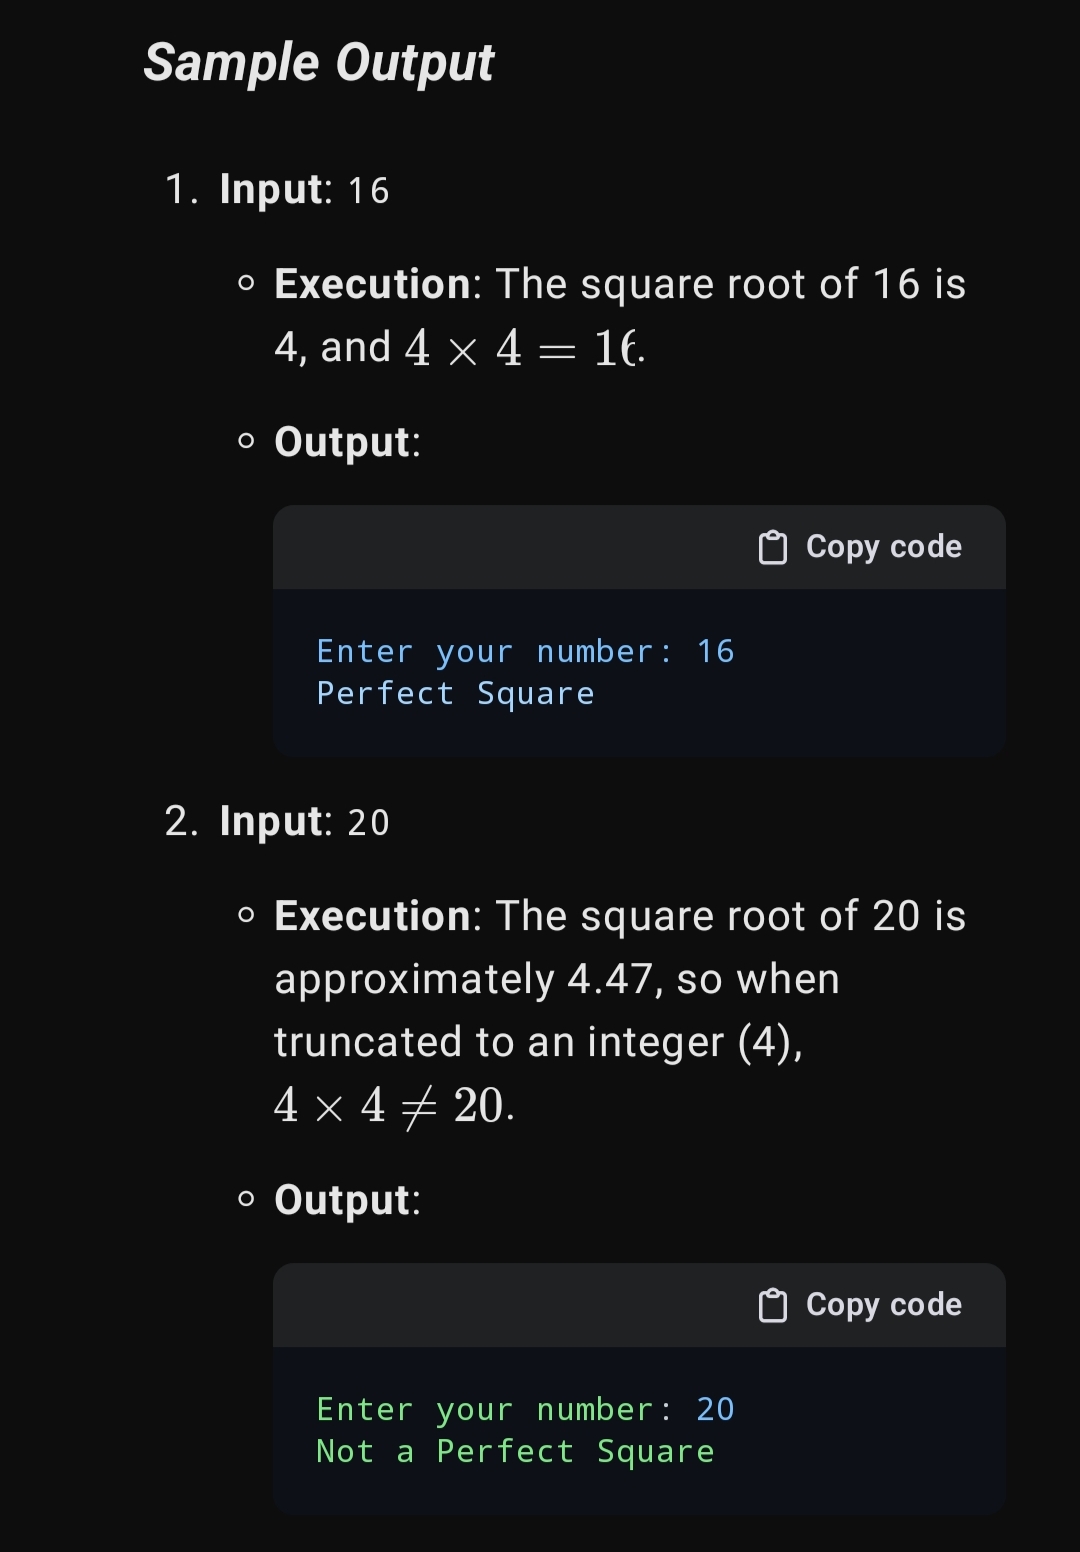 Sample Output
1. Input: 16
Execution: The square root of 16 is
4, and 4 × 4 = 16.
Output:
Copy code
Enter your number: 16
Perfect Square
2. Input: 20
Execution: The square root of 20 is
approximately 4.47, so when
truncated to an integer (4),
4 × 4 ≠ 20.
Output:
Copy code
Enter your number: 20
Not a Perfect Square